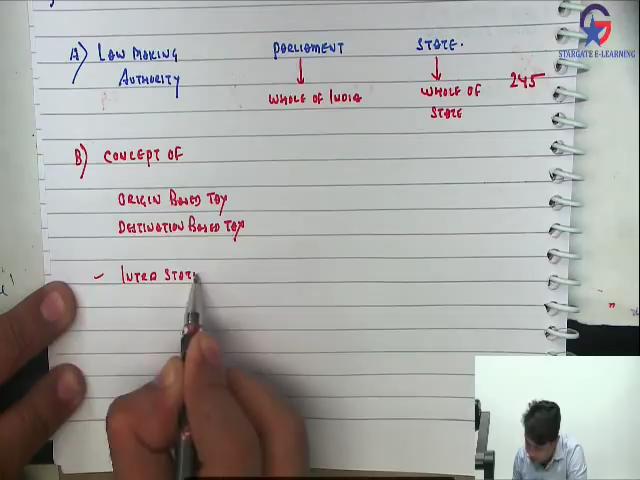 A) LAW MAKING PARLIAMENT STATE.
AUTHORITY WHOLE OF INDIA WHOLE OF STATE 245
B) CONCEPT OF
ORIGIN BASED TAX
DESTINATION BASED TAX
- INTRA STATE
STARGATE E-LEARNING